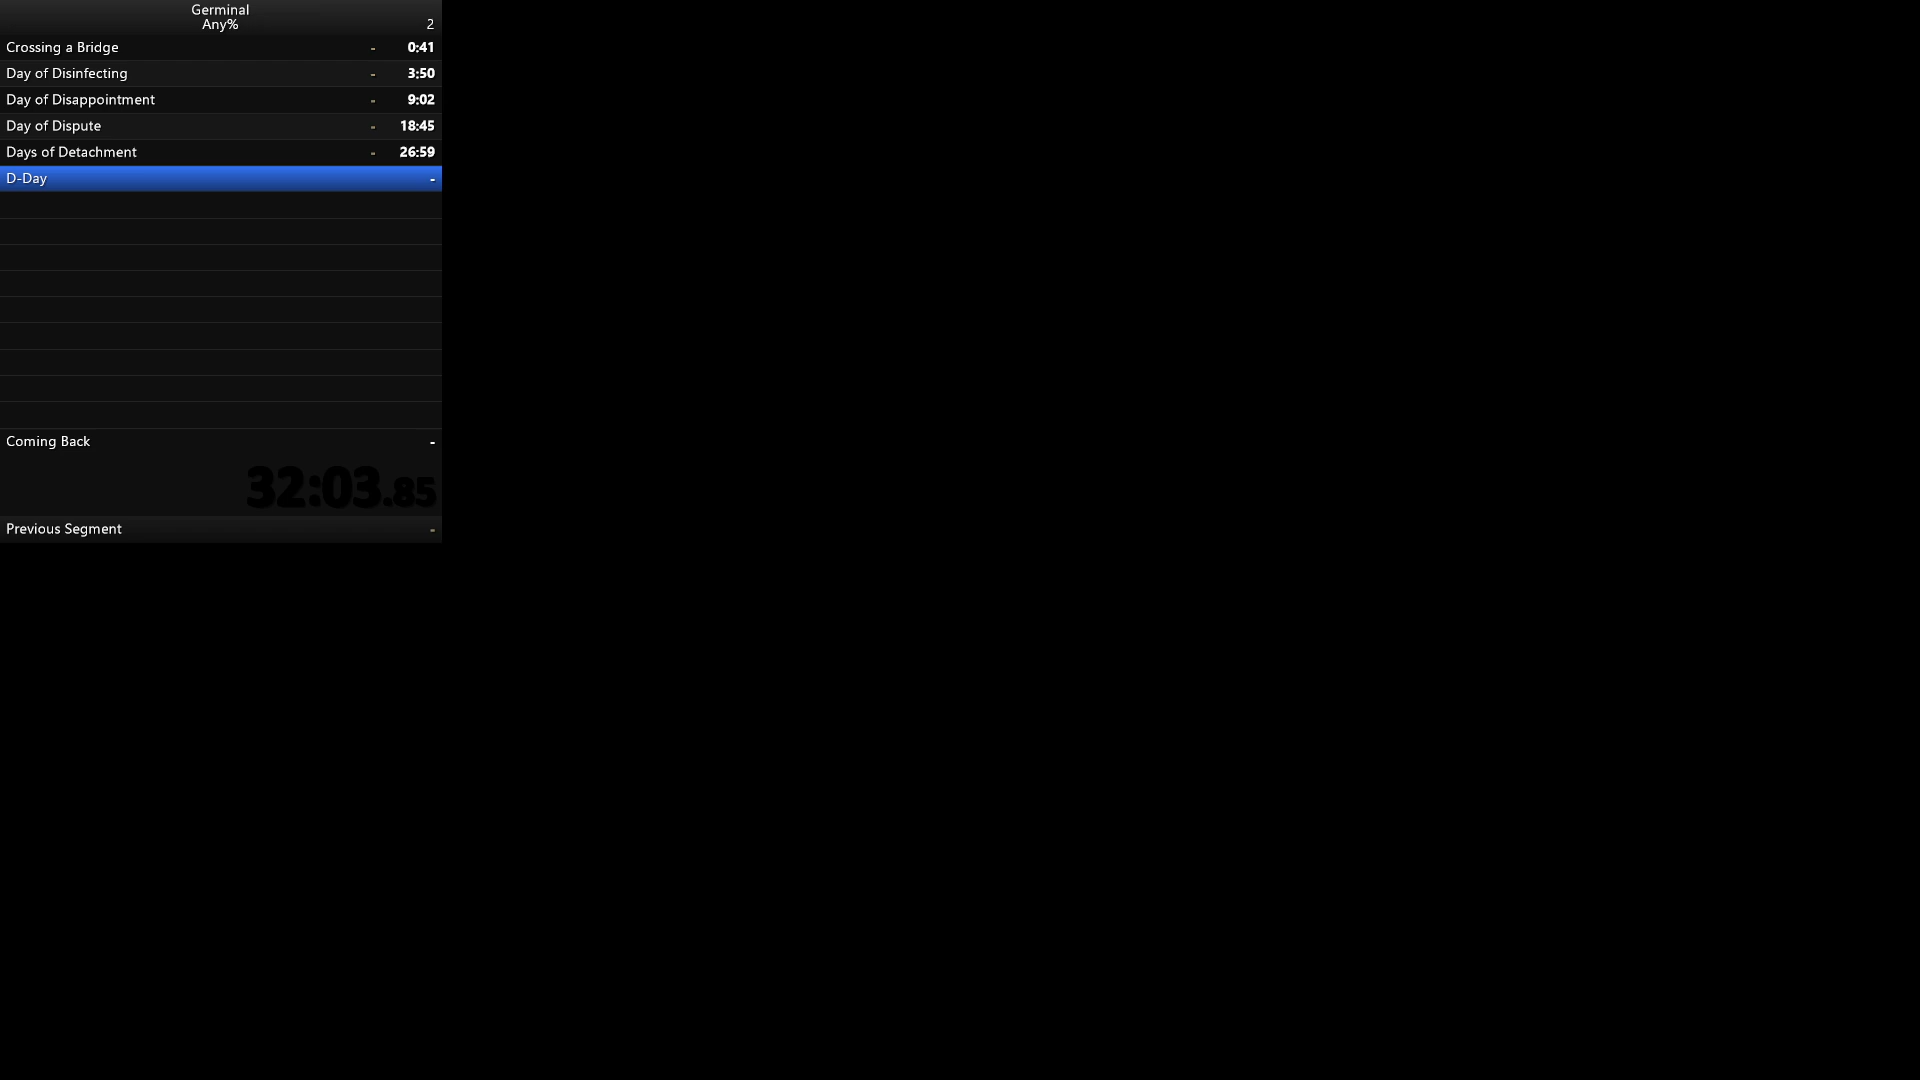 Germinal
Any% 2
Crossing a Bridge - 0:41
Day of Disinfecting - 3:50
Day of Disappointment - 9:02
Day of Dispute - 18:45
Days of Detachment - 26:59
D-Day -
Coming Back -
32:03.85
Previous Segment -